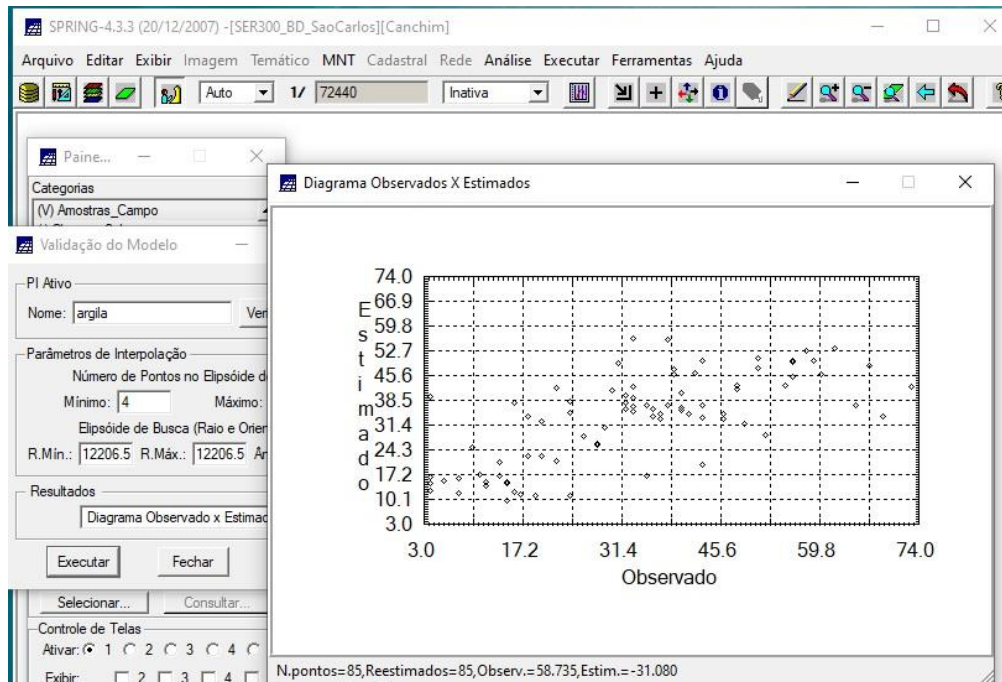 SPRING-4.3.3 (20/12/2007) -[SER300_BD_SaoCarlos][Canchim]
Arquivo Editar Exibir Imagem Temático MNT Cadastral Rede Análise Executar Ferramentas Ajuda
Auto 1/ 72440 Inativa
Paine...
Categorias
(V) Amostras_Campo
Validação do Modelo
PI Ativo
Nome: argila Ver
Parâmetros de Interpolação
Número de Pontos no Elipsóide d
Mínimo: 4 Máximo:
Elipsóide de Busca (Raio e Orier
R.Mín.: 12206.5 R.Máx.: 12206.5 Ar
Resultados
Diagrama Observado x Estimad
Executar Fechar
Selecionar... Consultar...
Controle de Telas
Ativar: 1 2 3 4
Exibir: 2 3 4
Diagrama Observados X Estimados
Estimado
74.0
66.9
59.8
52.7
45.6
38.5
31.4
24.3
17.2
10.1
3.0
3.0 17.2 31.4 45.6 59.8 74.0
Observado
N.pontos=85,Reestimados=85,Observ.=58.735,Estim.=-31.080